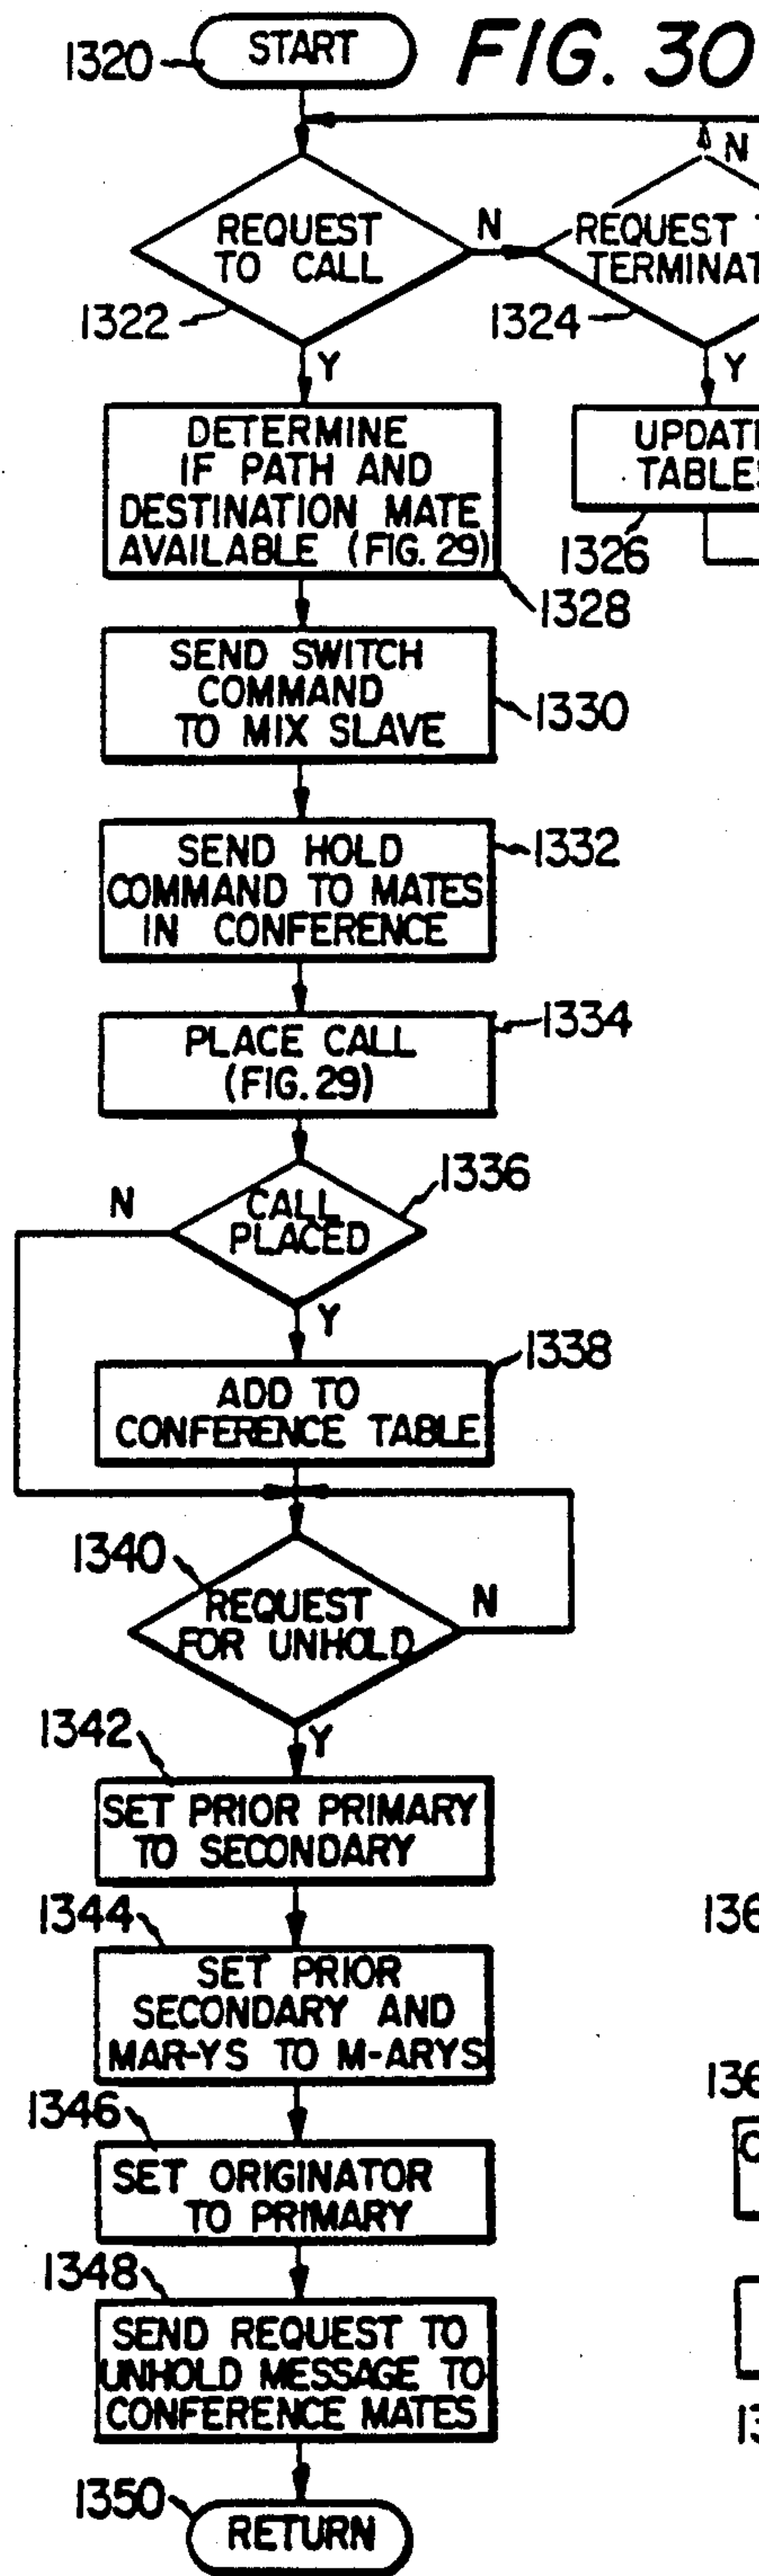 FIG. 30
1320
START
REQUEST
TO CALL
N
1322
Y
N
REQUEST
TERMINAT
1324
Y
UPDATE
TABLES
1326
DETERMINE
IF PATH AND
DESTINATION MATE
AVAILABLE (FIG. 29)
1328
SEND SWITCH
COMMAND
TO MIX SLAVE
1330
SEND HOLD
COMMAND TO MATES
IN CONFERENCE
1332
PLACE CALL
(FIG. 29)
1334
CALL
PLACED
1336
N
Y
ADD TO
CONFERENCE TABLE
1338
1340
REQUEST
FOR UNHOLD
N
Y
1342
SET PRIOR PRIMARY
TO SECONDARY
1344
SET PRIOR
SECONDARY AND
MAR-YS TO M-ARYS
1346
SET ORIGINATOR
TO PRIMARY
1348
SEND REQUEST TO
UNHOLD MESSAGE TO
CONFERENCE MATES
1350
RETURN